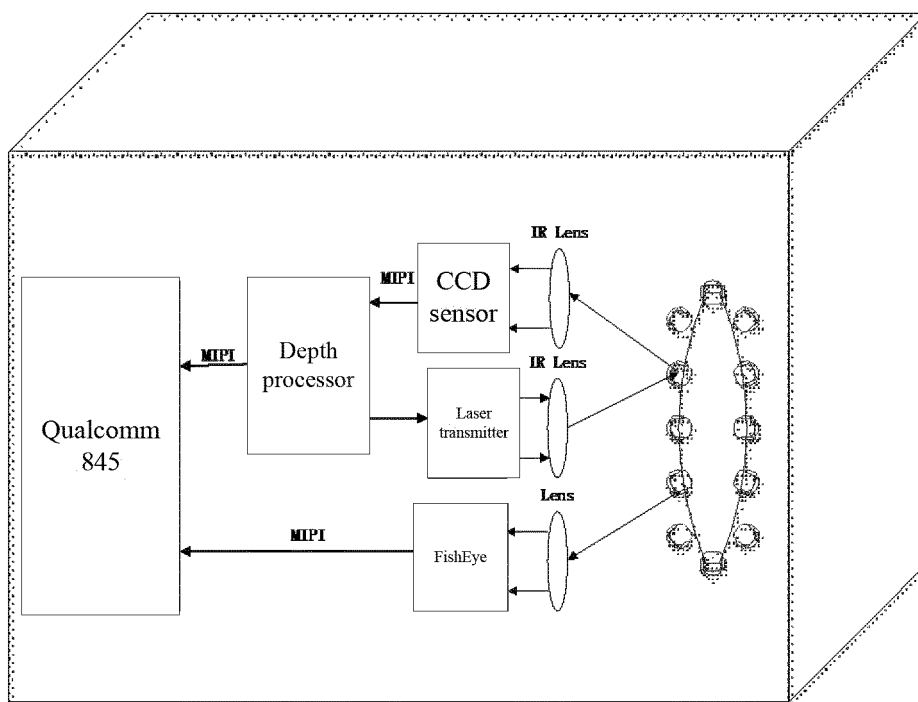 IR Lens
MIPI
CCD
sensor
MIPI
Depth
processor
IR Lens
Laser
transmitter
Qualcomm
845
Lens
MIPI
FishEye